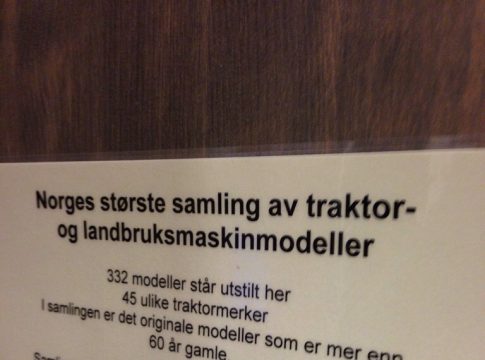 Norges største samling av traktor-
og landbruksmaskinmodeller
332 modeller står utstilt her
45 ulike traktormerker
I samlingen er det originale modeller som er mer enn
60 år gamle